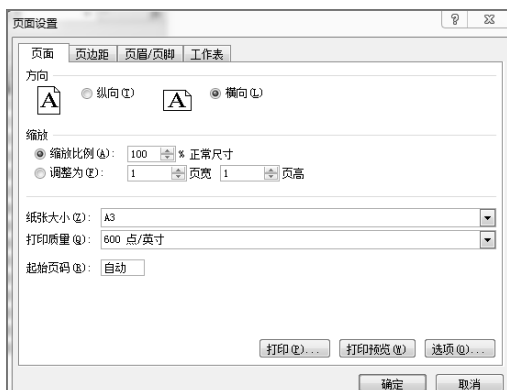 页面设置
页面 页边距 页眉/页脚 工作表
方向
A 纵向(T) A 横向(L)
缩放
缩放比例(A): 100 % 正常尺寸
调整为(F): 1 页宽 1 页高
纸张大小(Z): A3
打印质量(Q): 600 点/英寸
起始页码(R): 自动
打印(P)... 打印预览(W) 选项(O)...
确定 取消